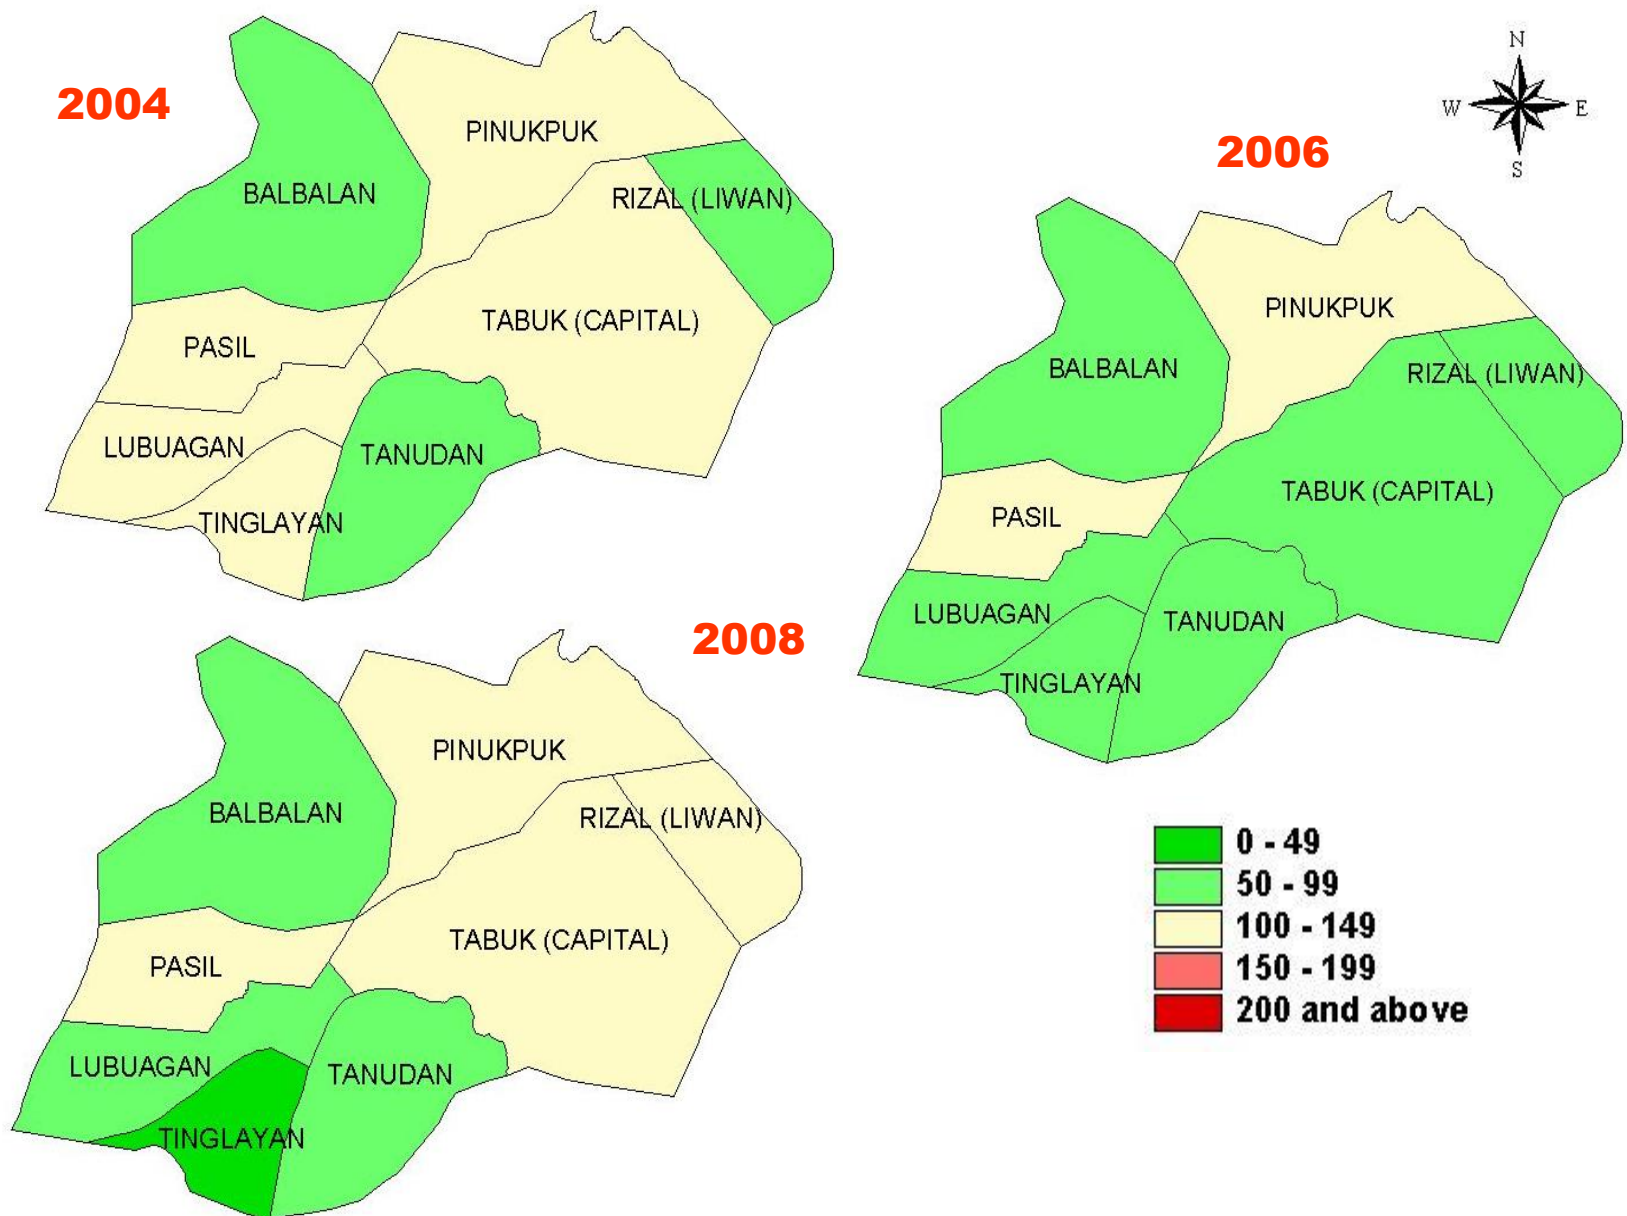 2004
PINUKPUK
BALBALAN
RIZAL (LIWAN)
TABUK (CAPITAL)
PASIL
LUBUAGAN
TANUDAN
TINGLAYAN
N
W E
S
2006
PINUKPUK
BALBALAN
RIZAL (LIWAN)
TABUK (CAPITAL)
PASIL
LUBUAGAN
TANUDAN
TINGLAYAN
2008
PINUKPUK
BALBALAN
RIZAL (LIWAN)
TABUK (CAPITAL)
PASIL
LUBUAGAN
TANUDAN
TINGLAYAN
0 - 49
50 - 99
100 - 149
150 - 199
200 and above